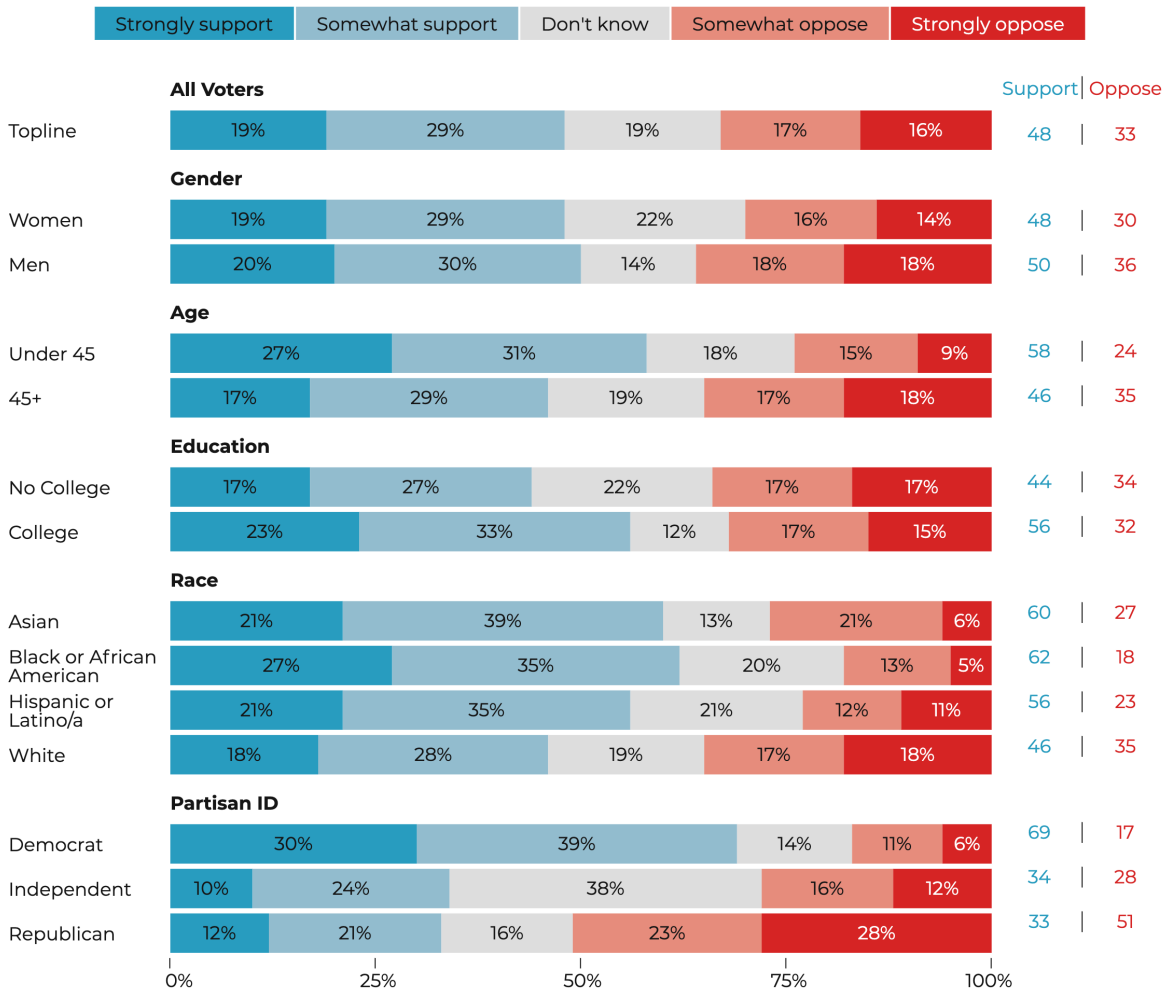 Strongly support Somewhat support Don't know Somewhat oppose Strongly oppose
All Voters Support | Oppose
Topline 19% 29% 19% 17% 16% 48 | 33
Gender
Women 19% 29% 22% 16% 14% 48 | 30
Men 20% 30% 14% 18% 18% 50 | 36
Age
Under 45 27% 31% 18% 15% 9% 58 | 24
45+ 17% 29% 19% 17% 18% 46 | 35
Education
No College 17% 27% 22% 17% 17% 44 | 34
College 23% 33% 12% 17% 15% 56 | 32
Race
Asian 21% 39% 13% 21% 6% 60 | 27
Black or African
American 27% 35% 20% 13% 5% 62 | 18
Hispanic or
Latino/a 21% 35% 21% 12% 11% 56 | 23
White 18% 28% 19% 17% 18% 46 | 35
Partisan ID
Democrat 30% 39% 14% 11% 6% 69 | 17
Independent 10% 24% 38% 16% 12% 34 | 28
Republican 12% 21% 16% 23% 28% 33 | 51
0% 25% 50% 75% 100%